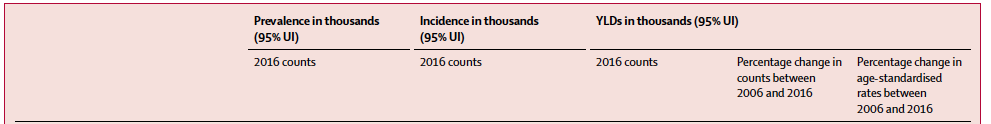 Prevalence in thousands
(95% UI)
Incidence in thousands
(95% UI)
YLDs in thousands (95% UI)
2016 counts
2016 counts
2016 counts
Percentage change in
counts between
2006 and 2016
Percentage change in
age-standardised
rates between
2006 and 2016